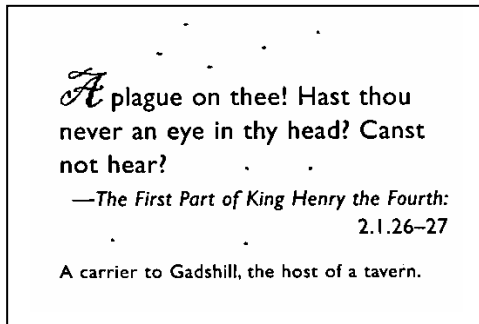 A plague on thee! Hast thou
never an eye in thy head? Canst
not hear?
—The First Part of King Henry the Fourth:
2.1.26–27
A carrier to Gadshill, the host of a tavern.